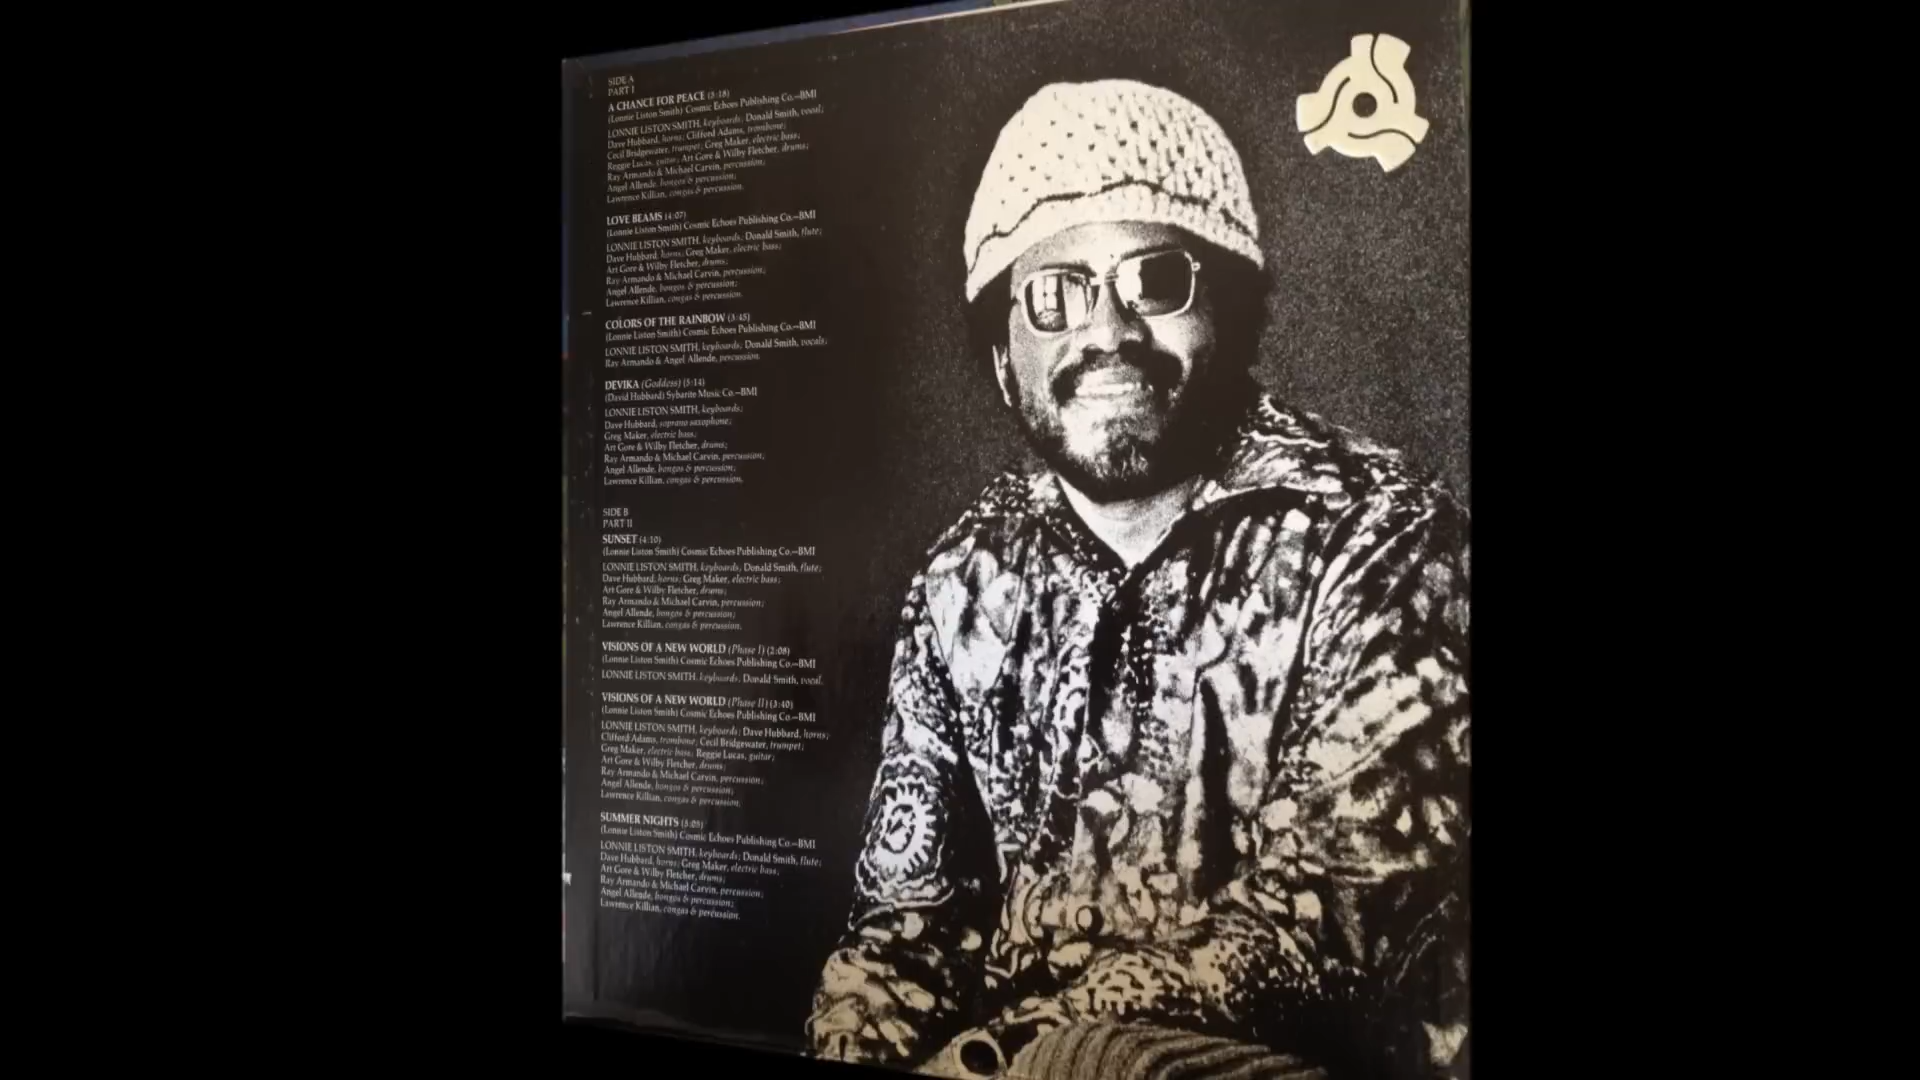 SIDE A
PART I
A CHANCE FOR PEACE (5:18)
(Lonnie Liston Smith) Cosmic Echoes Publishing Co.—BMI
LONNIE LISTON SMITH, keyboards; Donald Smith, vocal;
Dave Hubbard, horns; Clifford Adams, trombone;
Cecil Bridgewater, trumpet; Greg Maker, electric bass;
Reggie Lucas, guitar; Art Gore & Wilby Fletcher, drums;
Ray Armando & Michael Carvin, percussion;
Angel Allende, bongos & percussion;
Lawrence Killian, congas & percussion.
LOVE BEAMS (4:07)
(Lonnie Liston Smith) Cosmic Echoes Publishing Co.—BMI
LONNIE LISTON SMITH, keyboards; Donald Smith, flute;
Dave Hubbard, horns; Greg Maker, electric bass;
Art Gore & Wilby Fletcher, drums;
Ray Armando & Michael Carvin, percussion;
Angel Allende, bongos & percussion;
Lawrence Killian, congas & percussion.
COLORS OF THE RAINBOW (3:45)
(Lonnie Liston Smith) Cosmic Echoes Publishing Co.—BMI
LONNIE LISTON SMITH, keyboards; Donald Smith, vocals;
Ray Armando & Angel Allende, percussion.
DEVIKA (Goddess) (5:14)
(David Hubbard) Sybarite Music Co.—BMI
LONNIE LISTON SMITH, keyboards;
Dave Hubbard, soprano saxophone;
Greg Maker, electric bass;
Art Gore & Wilby Fletcher, drums;
Ray Armando & Michael Carvin, percussion;
Angel Allende, bongos & percussion;
Lawrence Killian, congas & percussion.
SIDE B
PART II
SUNSET (4:10)
(Lonnie Liston Smith) Cosmic Echoes Publishing Co.—BMI
LONNIE LISTON SMITH, keyboards; Donald Smith, flute;
Dave Hubbard, horns; Greg Maker, electric bass;
Art Gore & Wilby Fletcher, drums;
Ray Armando & Michael Carvin, percussion;
Angel Allende, bongos & percussion;
Lawrence Killian, congas & percussion.
VISIONS OF A NEW WORLD (Phase I) (2:08)
(Lonnie Liston Smith) Cosmic Echoes Publishing Co.—BMI
LONNIE LISTON SMITH, keyboards; Donald Smith, vocal.
VISIONS OF A NEW WORLD (Phase II) (3:40)
(Lonnie Liston Smith) Cosmic Echoes Publishing Co.—BMI
LONNIE LISTON SMITH, keyboards; Dave Hubbard, horns;
Clifford Adams, trombone; Cecil Bridgewater, trumpet;
Greg Maker, electric bass; Reggie Lucas, guitar;
Art Gore & Wilby Fletcher, drums;
Ray Armando & Michael Carvin, percussion;
Angel Allende, bongos & percussion;
Lawrence Killian, congas & percussion.
SUMMER NIGHTS (5:05)
(Lonnie Liston Smith) Cosmic Echoes Publishing Co.—BMI
LONNIE LISTON SMITH, keyboards; Donald Smith, flute;
Dave Hubbard, horns; Greg Maker, electric bass;
Art Gore & Wilby Fletcher, drums;
Ray Armando & Michael Carvin, percussion;
Angel Allende, bongos & percussion;
Lawrence Killian, congas & percussion.